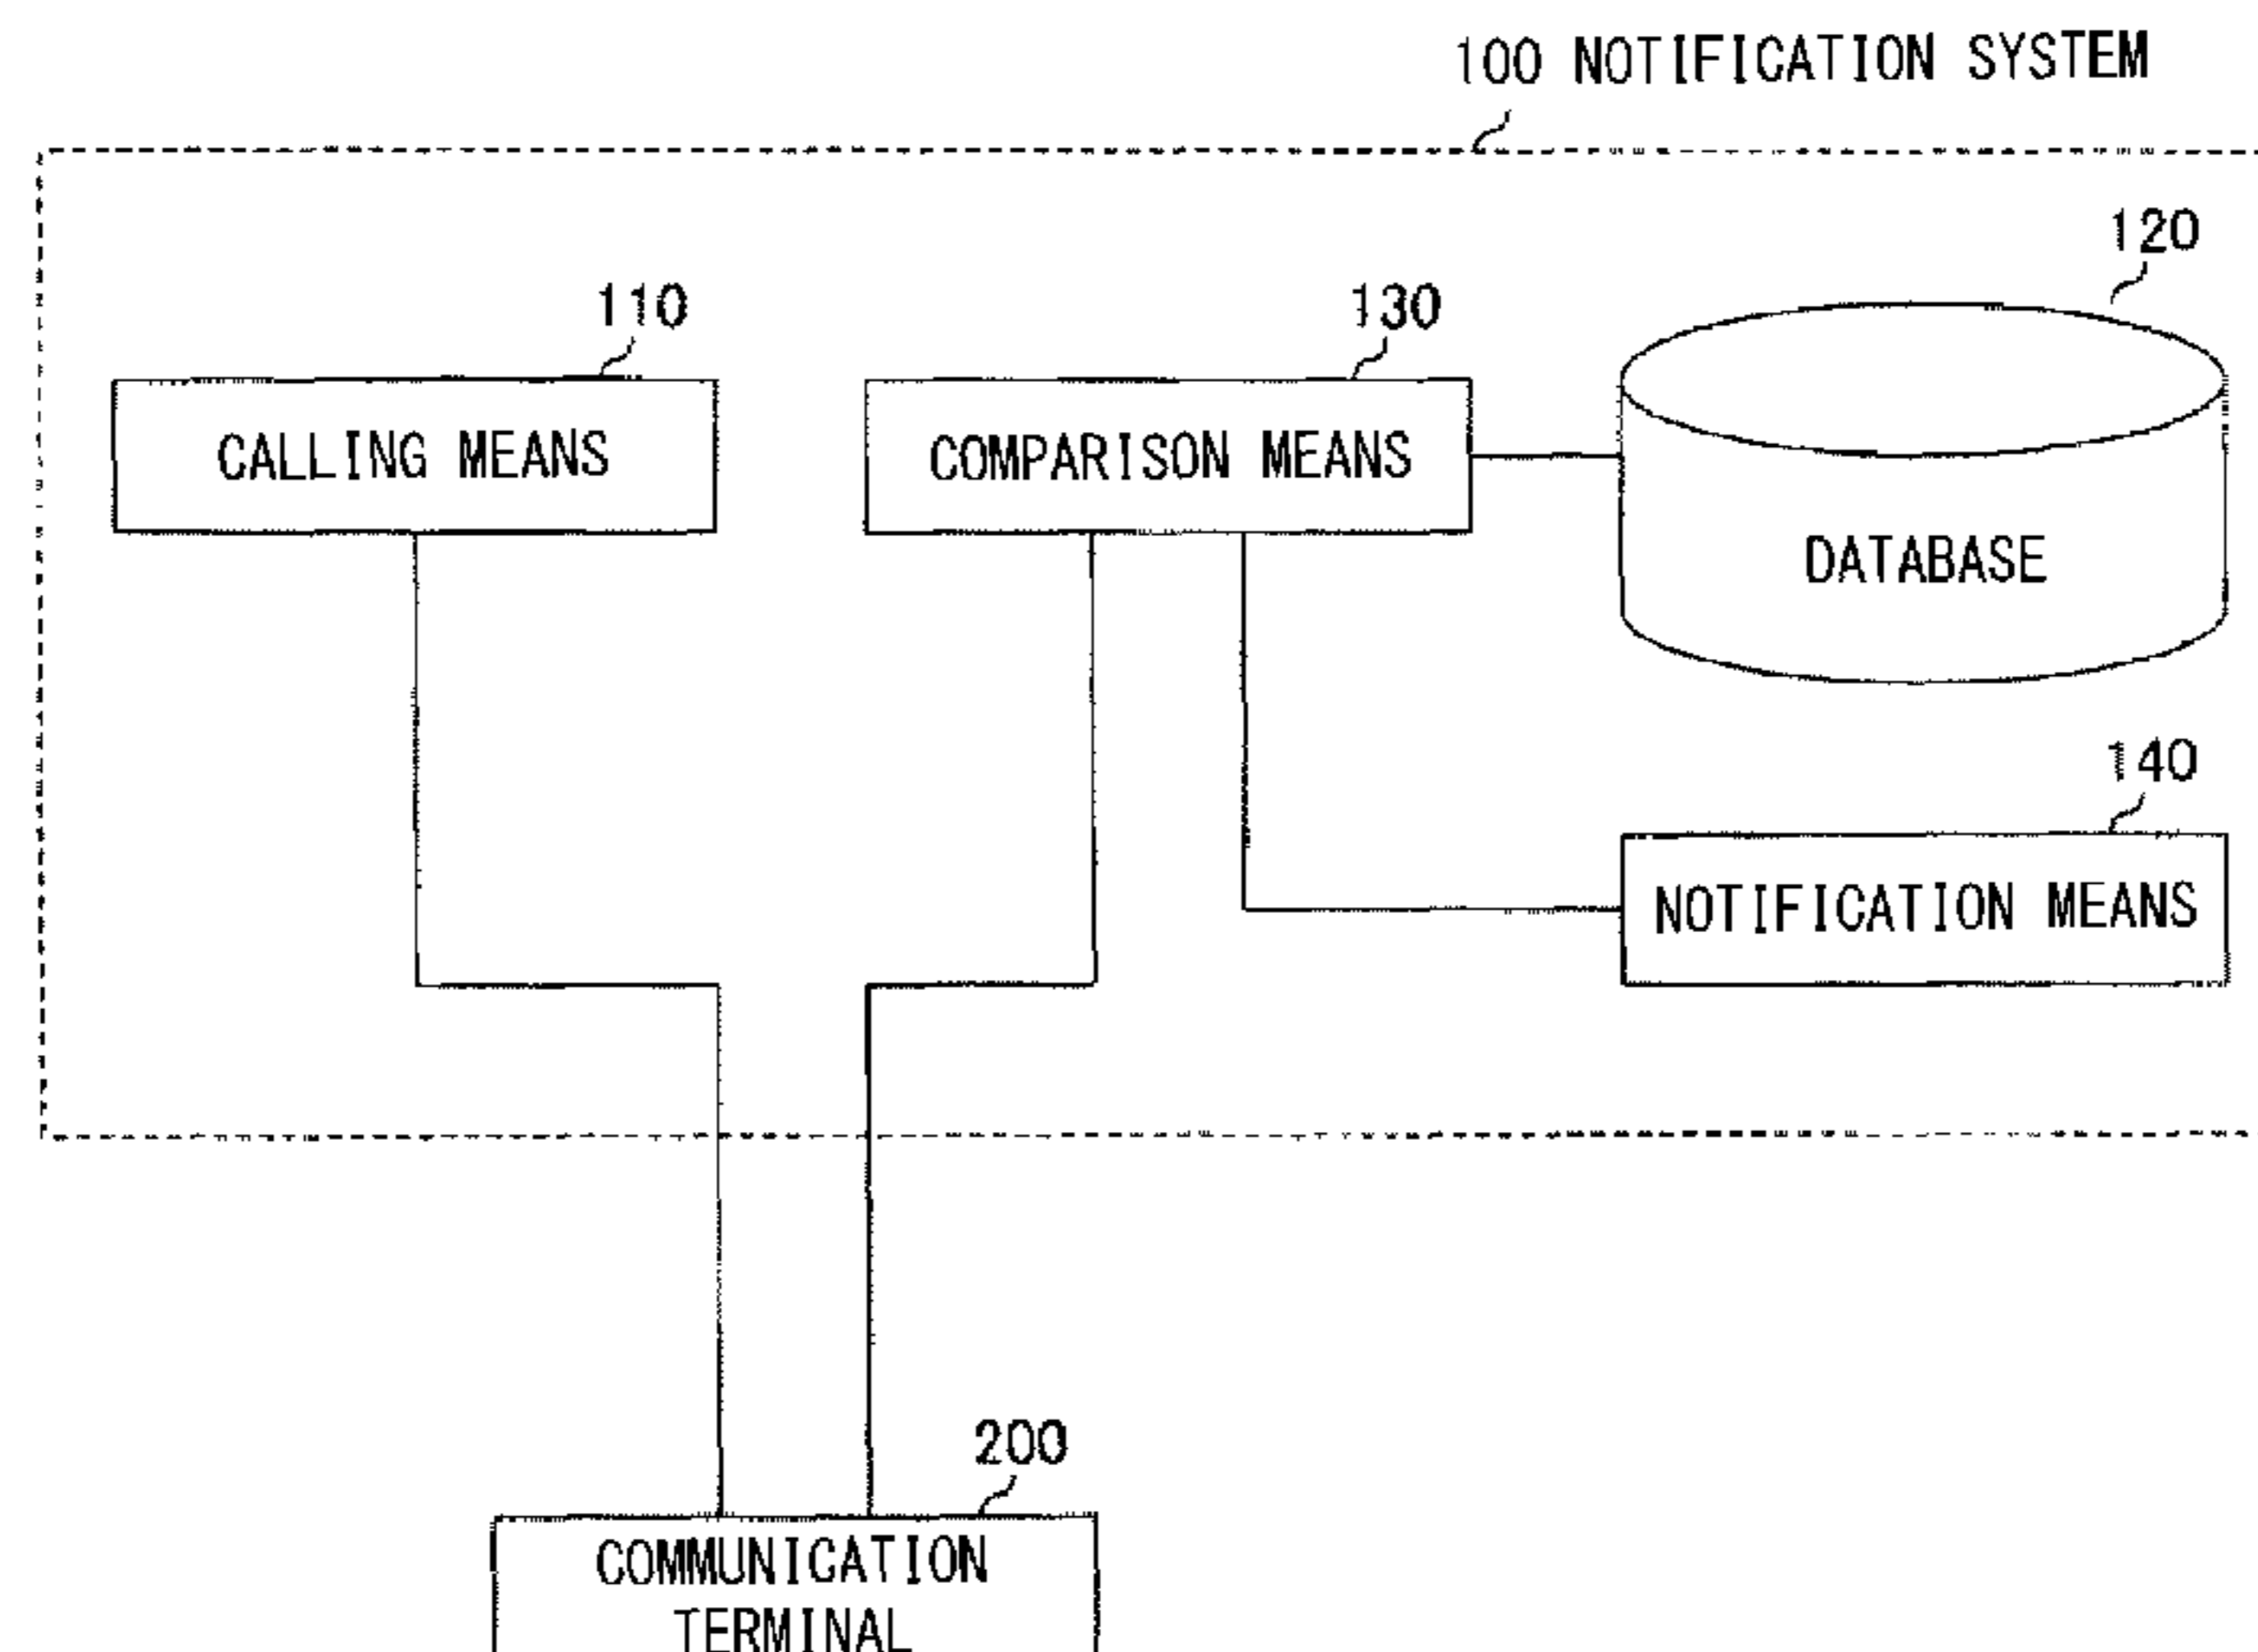 100 NOTIFICATION SYSTEM
120
110
130
CALLING MEANS
COMPARISON MEANS
DATABASE
140
NOTIFICATION MEANS
200
COMMUNICATION
TERMINAL